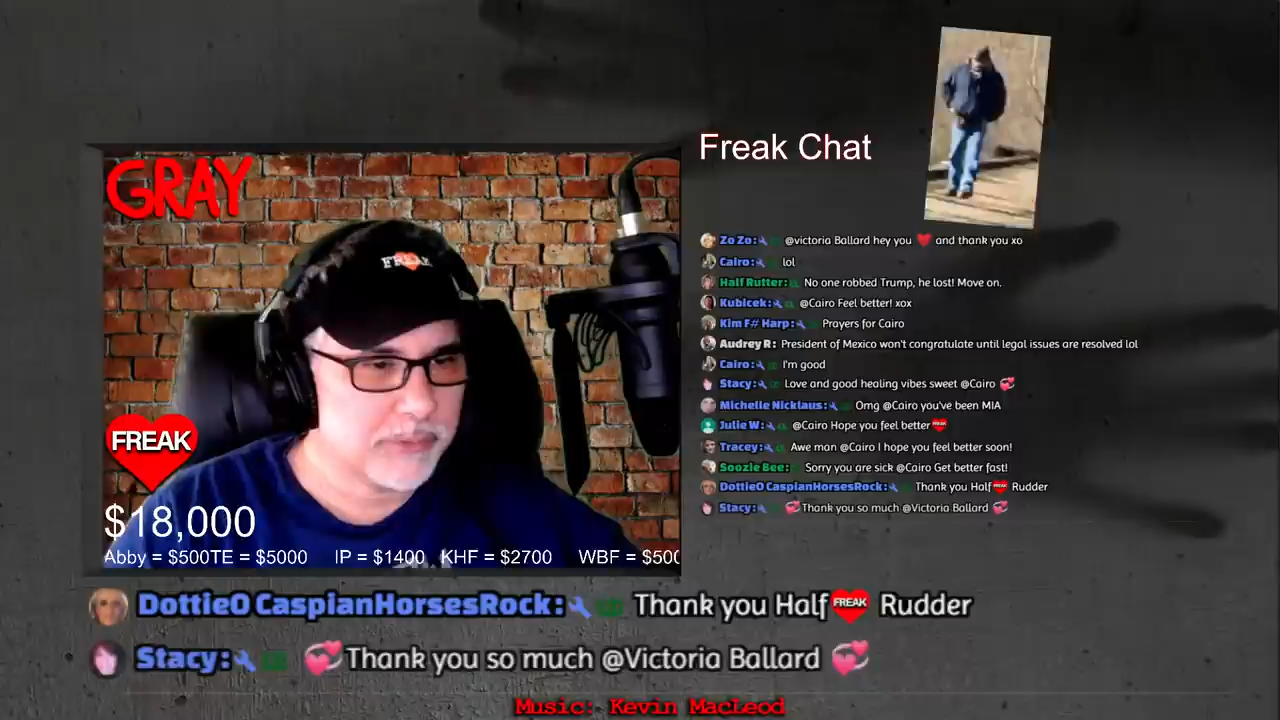 GRAY
FREAK
FREAK
$18,000
Abby = $500TE = $5000 IP = $1400 KHF = $2700 WBF = $500
Freak Chat
Zo Zo: @victoria Ballard hey you ❤️ and thank you xo
Cairo: lol
Half Rutter: No one robbed Trump, he lost! Move on.
Kubicek: @Cairo Feel better! xox
Kim F# Harp: Prayers for Cairo
Audrey R: President of Mexico won't congratulate until legal issues are resolved lol
Cairo: I'm good
Stacy: Love and good healing vibes sweet @Cairo 💞
Michelle Nicklaus: Omg @Cairo you've been MIA
Julie W: @Cairo Hope you feel better FREAK
Tracey: Awe man @Cairo I hope you feel better soon!
Soozie Bee: Sorry you are sick @Cairo Get better fast!
DottieO CaspianHorsesRock: Thank you Half FREAK Rudder
Stacy: 💞Thank you so much @Victoria Ballard 💞
DottieO CaspianHorsesRock: Thank you Half FREAK Rudder
Stacy: 💞Thank you so much @Victoria Ballard 💞
Music: Kevin MacLeod